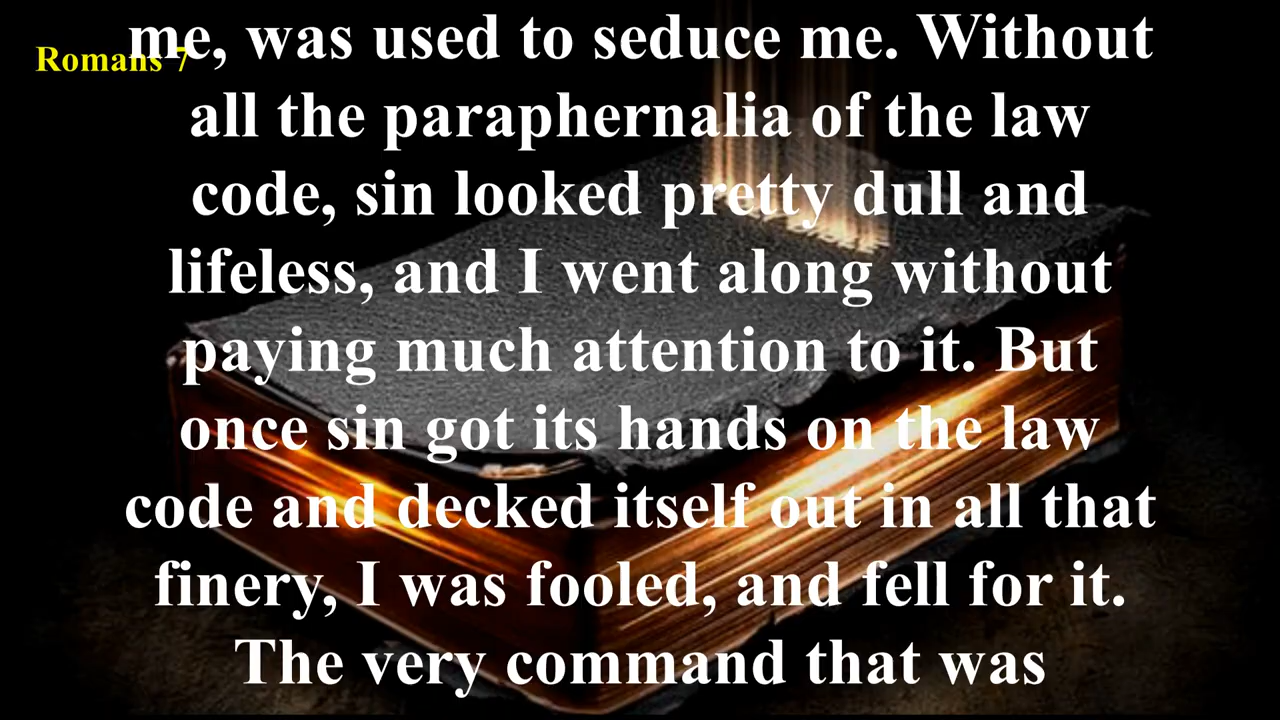 Romans 7
me, was used to seduce me. Without
all the paraphernalia of the law
code, sin looked pretty dull and
lifeless, and I went along without
paying much attention to it. But
once sin got its hands on the law
code and decked itself out in all that
finery, I was fooled, and fell for it.
The very command that was